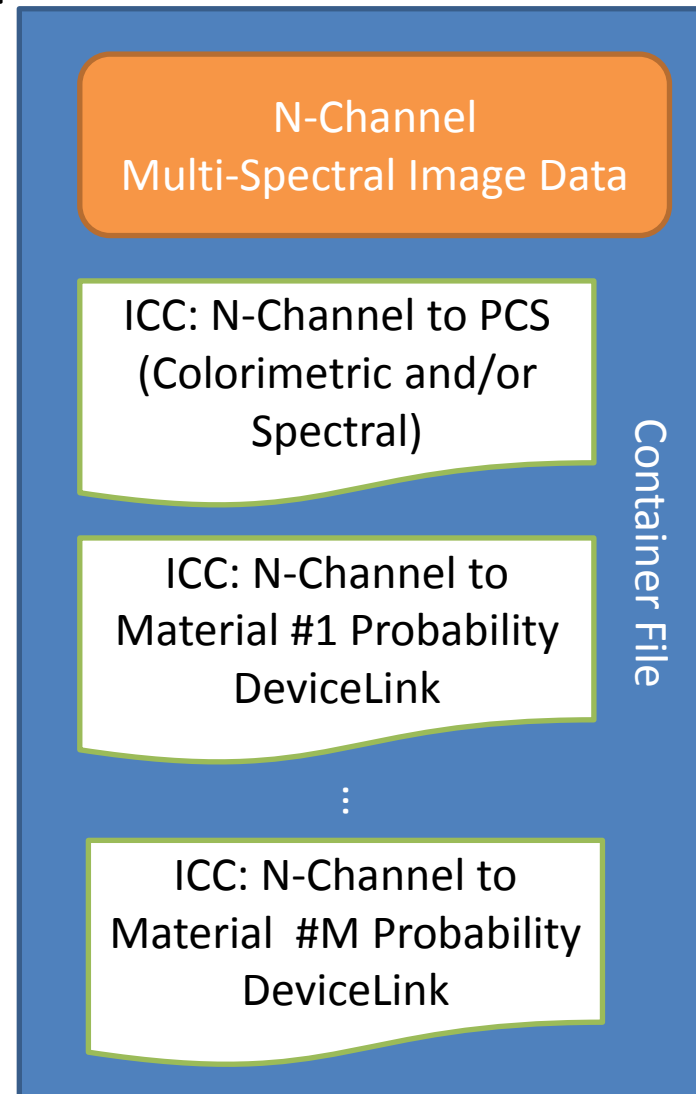 N-Channel
Multi-Spectral Image Data
ICC: N-Channel to PCS
(Colorimetric and/or
Spectral)
Container File
ICC: N-Channel to
Material #1 Probability
DeviceLink
...
ICC: N-Channel to
Material #M Probability
DeviceLink